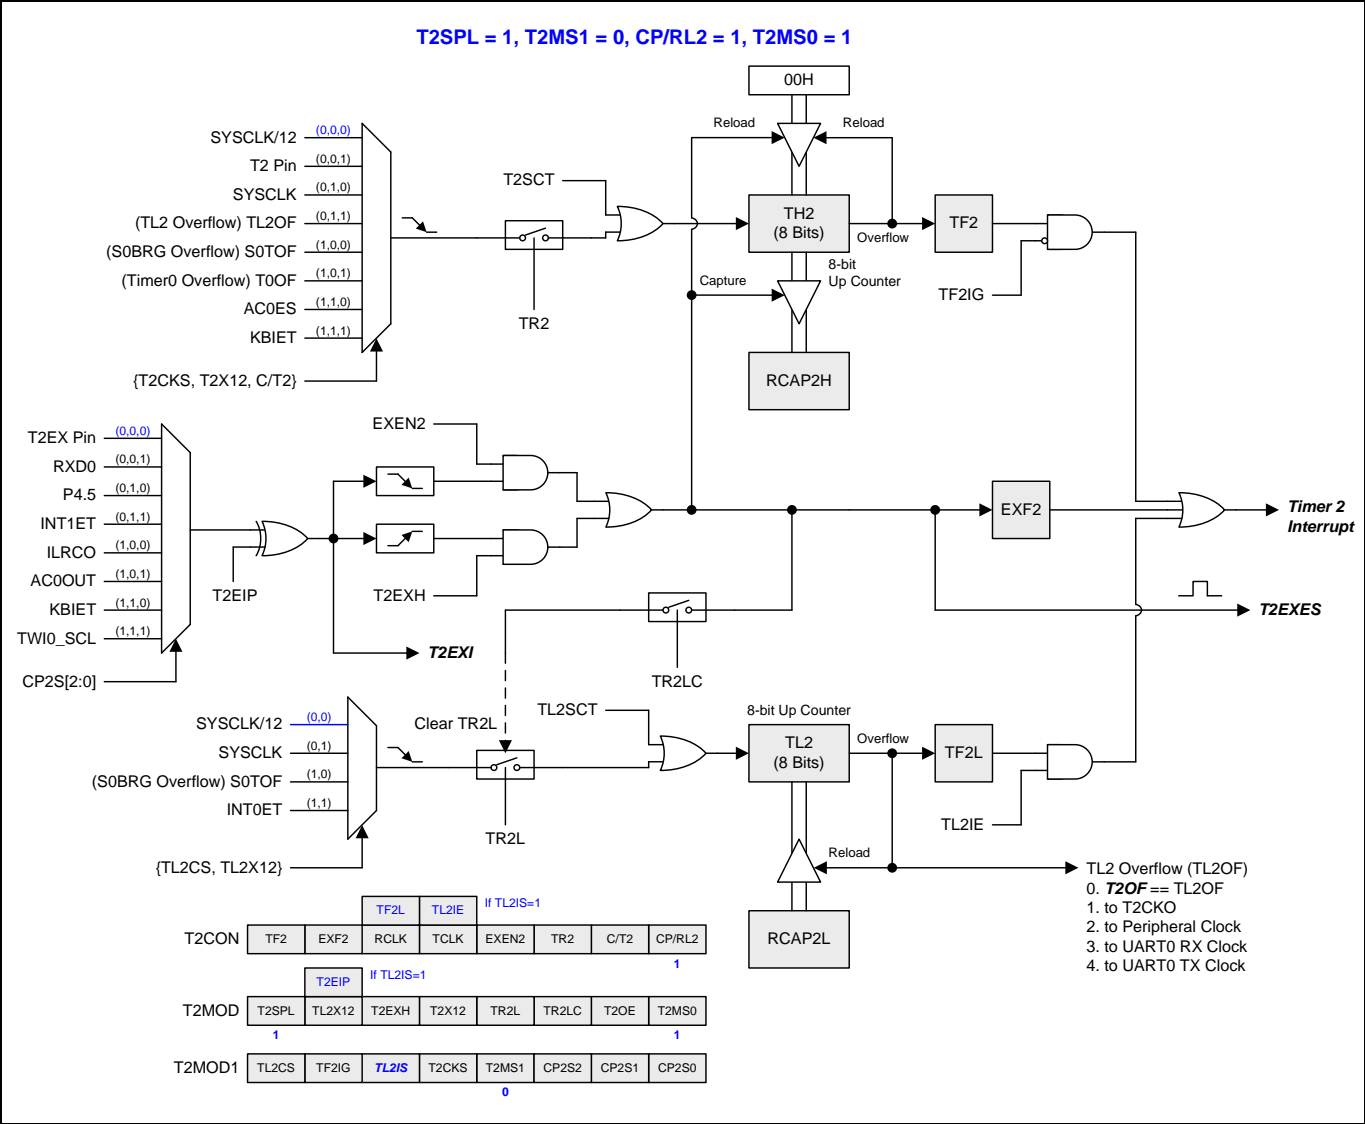 T2SPL = 1, T2MS1 = 0, CP/RL2 = 1, T2MS0 = 1
00H
Reload
Reload
SYSCLK/12 (0,0,0)
T2 Pin (0,0,1)
SYSCLK (0,1,0)
(TL2 Overflow) TL2OF (0,1,1)
(S0BRG Overflow) S0TOF (1,0,0)
(Timer0 Overflow) T0OF (1,0,1)
AC0ES (1,1,0)
KBIET (1,1,1)
{T2CKS, T2X12, C/T2}
T2SCT
TR2
TH2
(8 Bits)
Overflow
8-bit
Up Counter
Capture
RCAP2H
TF2
TF2IG
T2EX Pin (0,0,0)
RXD0 (0,0,1)
P4.5 (0,1,0)
INT1ET (0,1,1)
ILRCO (1,0,0)
AC0OUT (1,0,1)
KBIET (1,1,0)
TWI0_SCL (1,1,1)
CP2S[2:0]
T2EIP
EXEN2
T2EXH
T2EXI
EXF2
Timer 2
Interrupt
T2EXES
TR2LC
SYSCLK/12 (0,0)
SYSCLK (0,1)
(S0BRG Overflow) S0TOF (1,0)
INT0ET (1,1)
{TL2CS, TL2X12}
Clear TR2L
TR2L
TL2SCT
8-bit Up Counter
TL2
(8 Bits)
Overflow
TF2L
TL2IE
Reload
RCAP2L
TL2 Overflow (TL2OF)
0. T2OF == TL2OF
1. to T2CKO
2. to Peripheral Clock
3. to UART0 RX Clock
4. to UART0 TX Clock
TF2L TL2IE If TL2IS=1
T2CON TF2 EXF2 RCLK TCLK EXEN2 TR2 C/T2 CP/RL2
1
T2EIP If TL2IS=1
T2MOD T2SPL TL2X12 T2EXH T2X12 TR2L TR2LC T2OE T2MS0
1 1
T2MOD1 TL2CS TF2IG TL2IS T2CKS T2MS1 CP2S2 CP2S1 CP2S0
0